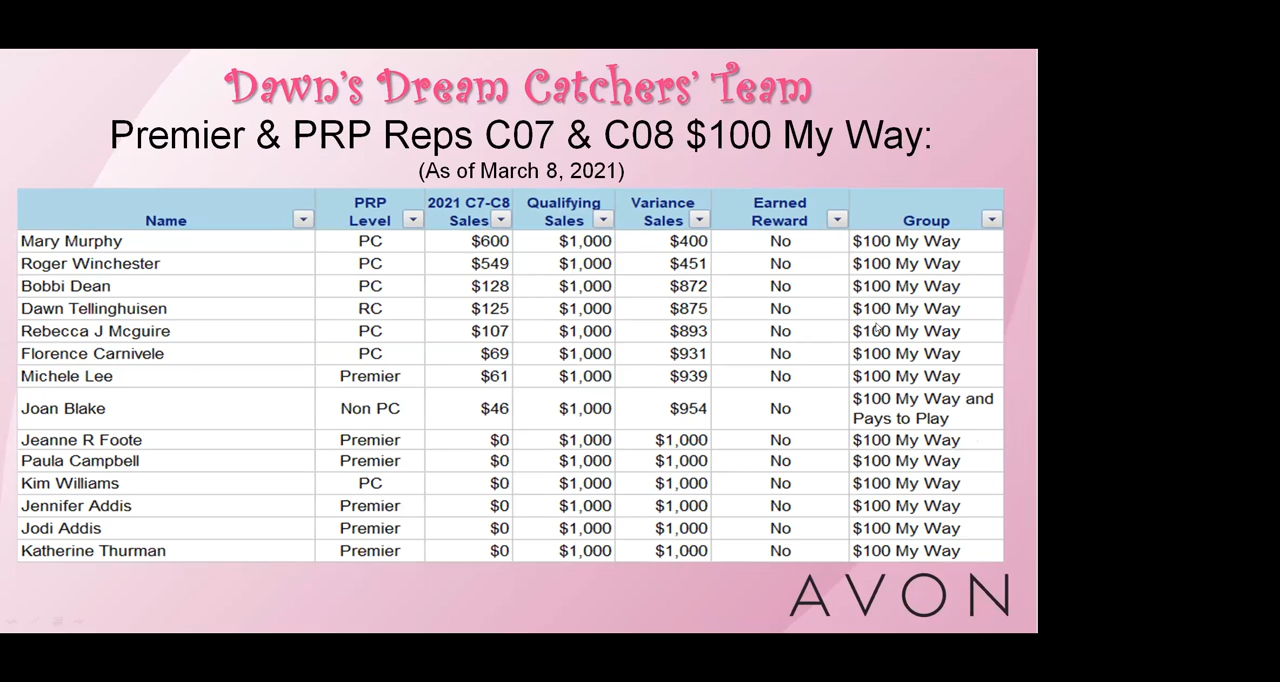 Dawn's Dream Catchers' Team
Premier & PRP Reps C07 & C08 $100 My Way:
(As of March 8, 2021)
Name PRP Level 2021 C7-C8 Sales Qualifying Sales Variance Sales Earned Reward Group
Mary Murphy PC $600 $1,000 $400 No $100 My Way
Roger Winchester PC $549 $1,000 $451 No $100 My Way
Bobbi Dean PC $128 $1,000 $872 No $100 My Way
Dawn Tellinghuisen RC $125 $1,000 $875 No $100 My Way
Rebecca J Mcguire PC $107 $1,000 $893 No $100 My Way
Florence Carnivele PC $69 $1,000 $931 No $100 My Way
Michele Lee Premier $61 $1,000 $939 No $100 My Way
Joan Blake Non PC $46 $1,000 $954 No $100 My Way and Pays to Play
Jeanne R Foote Premier $0 $1,000 $1,000 No $100 My Way
Paula Campbell Premier $0 $1,000 $1,000 No $100 My Way
Kim Williams PC $0 $1,000 $1,000 No $100 My Way
Jennifer Addis Premier $0 $1,000 $1,000 No $100 My Way
Jodi Addis Premier $0 $1,000 $1,000 No $100 My Way
Katherine Thurman Premier $0 $1,000 $1,000 No $100 My Way
AVON